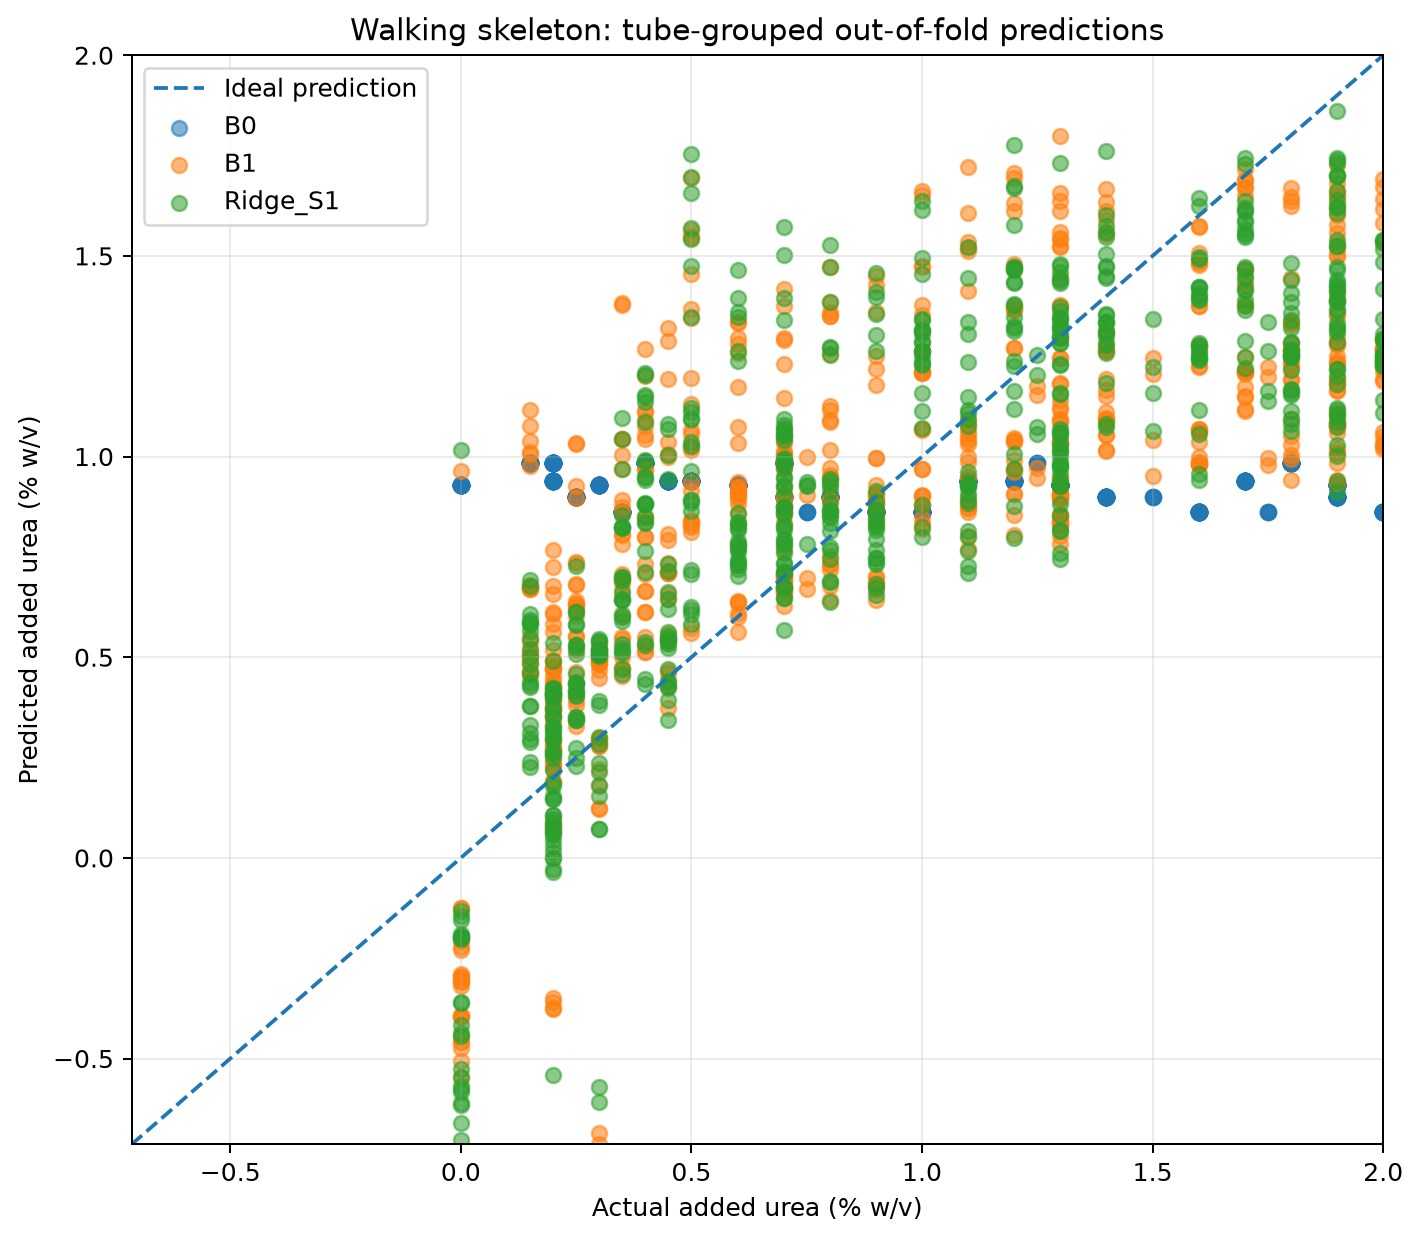 Walking skeleton: tube-grouped out-of-fold predictions
Ideal prediction
B0
B1
Ridge_S1
2.0
1.5
1.0
0.5
0.0
−0.5
Predicted added urea (% w/v)
−0.5
0.0
0.5
1.0
1.5
2.0
Actual added urea (% w/v)